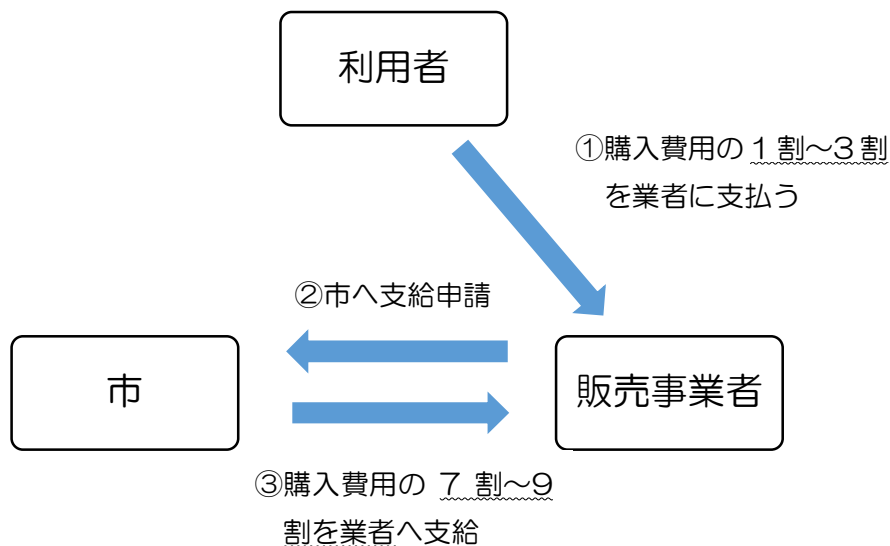 利用者
①購入費用の１割～３割
を業者に支払う
②市へ支給申請
市
販売事業者
③購入費用の ７ 割～９
割を業者へ支給